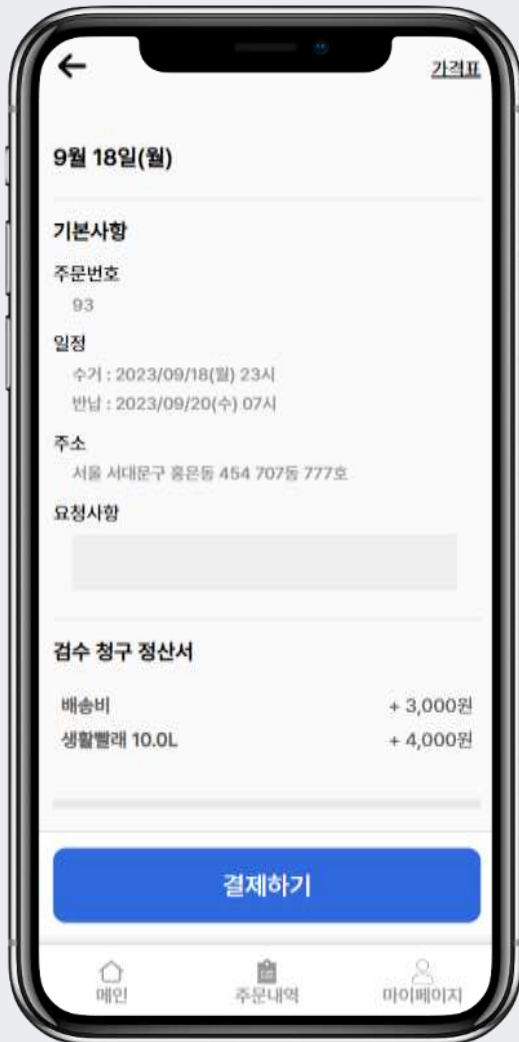 가격표
9월 18일(월)
기본사항
주문번호
93
일정
수거 : 2023/09/18(월) 23시
반납 : 2023/09/20(수) 07시
주소
서울 서대문구 홍은동 454 707동 777호
요청사항
검수 청구 정산서
배송비 + 3,000원
생활빨래 10.0L + 4,000원
결제하기
메인 주문내역 마이페이지